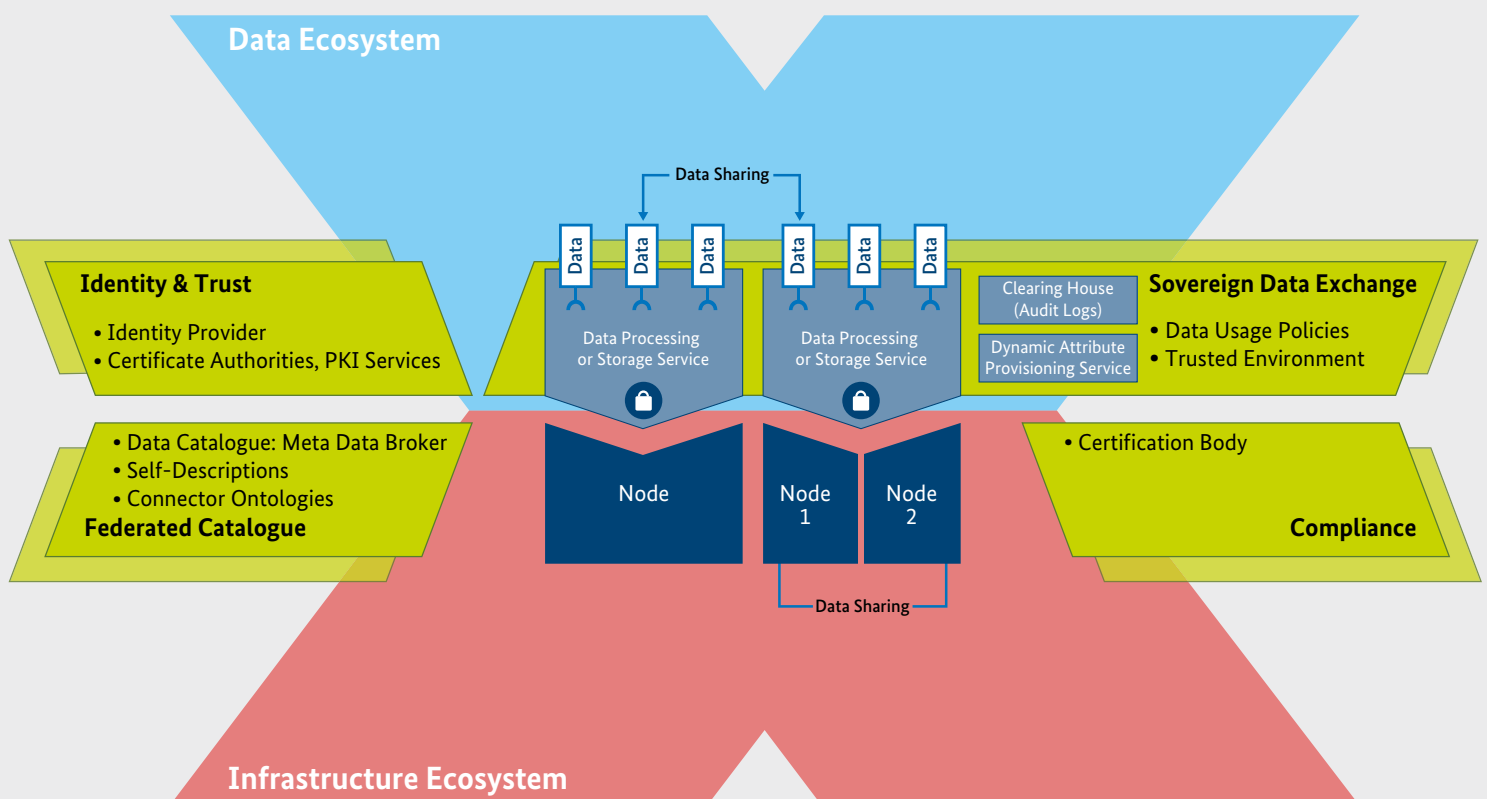 Data Ecosystem
Data Sharing
Data
Data
Data
Data
Data
Data
Identity & Trust
• Identity Provider
• Certificate Authorities, PKI Services
Data Processing
or Storage Service
Data Processing
or Storage Service
Clearing House
(Audit Logs)
Dynamic Attribute
Provisioning Service
Sovereign Data Exchange
• Data Usage Policies
• Trusted Environment
• Data Catalogue: Meta Data Broker
• Self-Descriptions
• Connector Ontologies
Federated Catalogue
Node
Node
1
Node
2
Data Sharing
• Certification Body
Compliance
Infrastructure Ecosystem